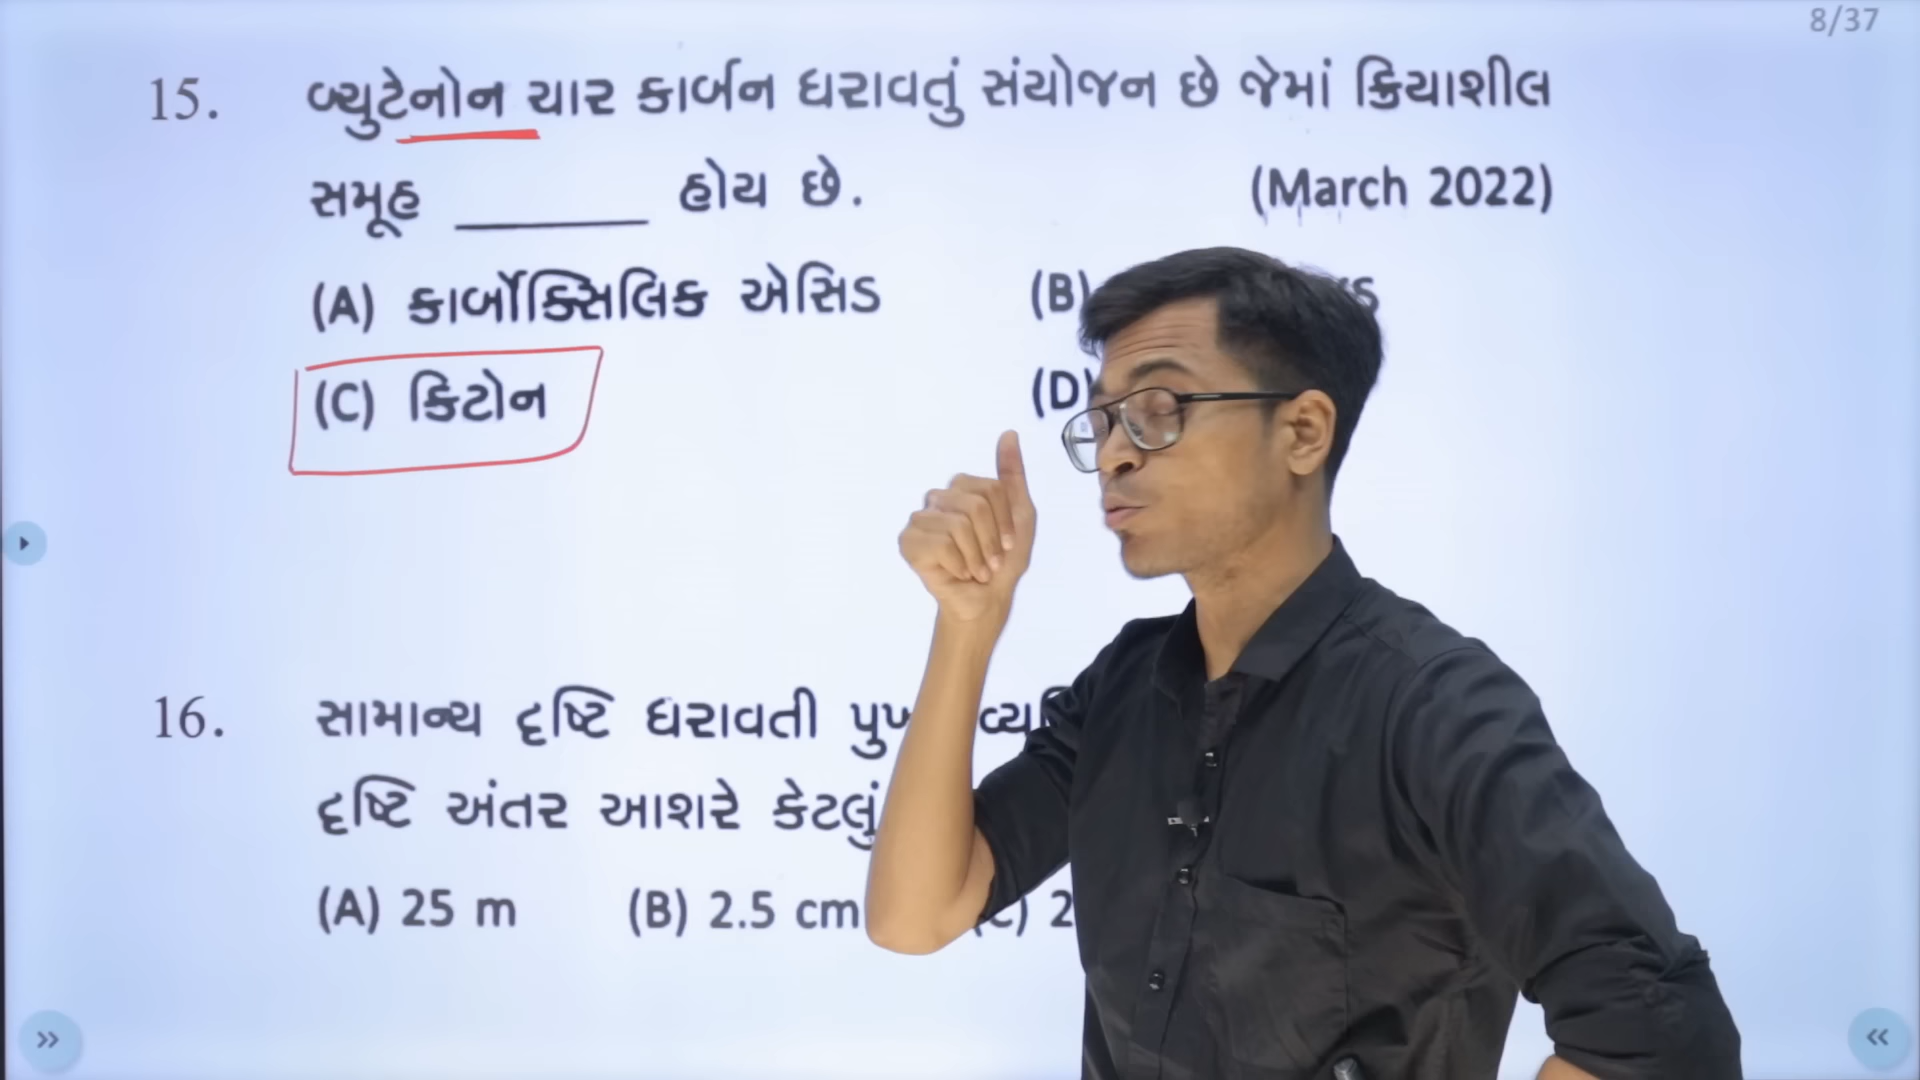 8/37
15. બ્યુટેનોન ચાર કાર્બન ધરાવતું સંયોજન છે જેમાં ક્રિયાશીલ
સમૂહ ________ હોય છે. (March 2022)
(A) કાર્બોક્સિલિક એસિડ (B)
(C) કિટોન (D)
16. સામાન્ય દૃષ્ટિ ધરાવતી
દૃષ્ટિ અંતર આશરે કેટલું
(A) 25 m (B) 2.5 cm (C)